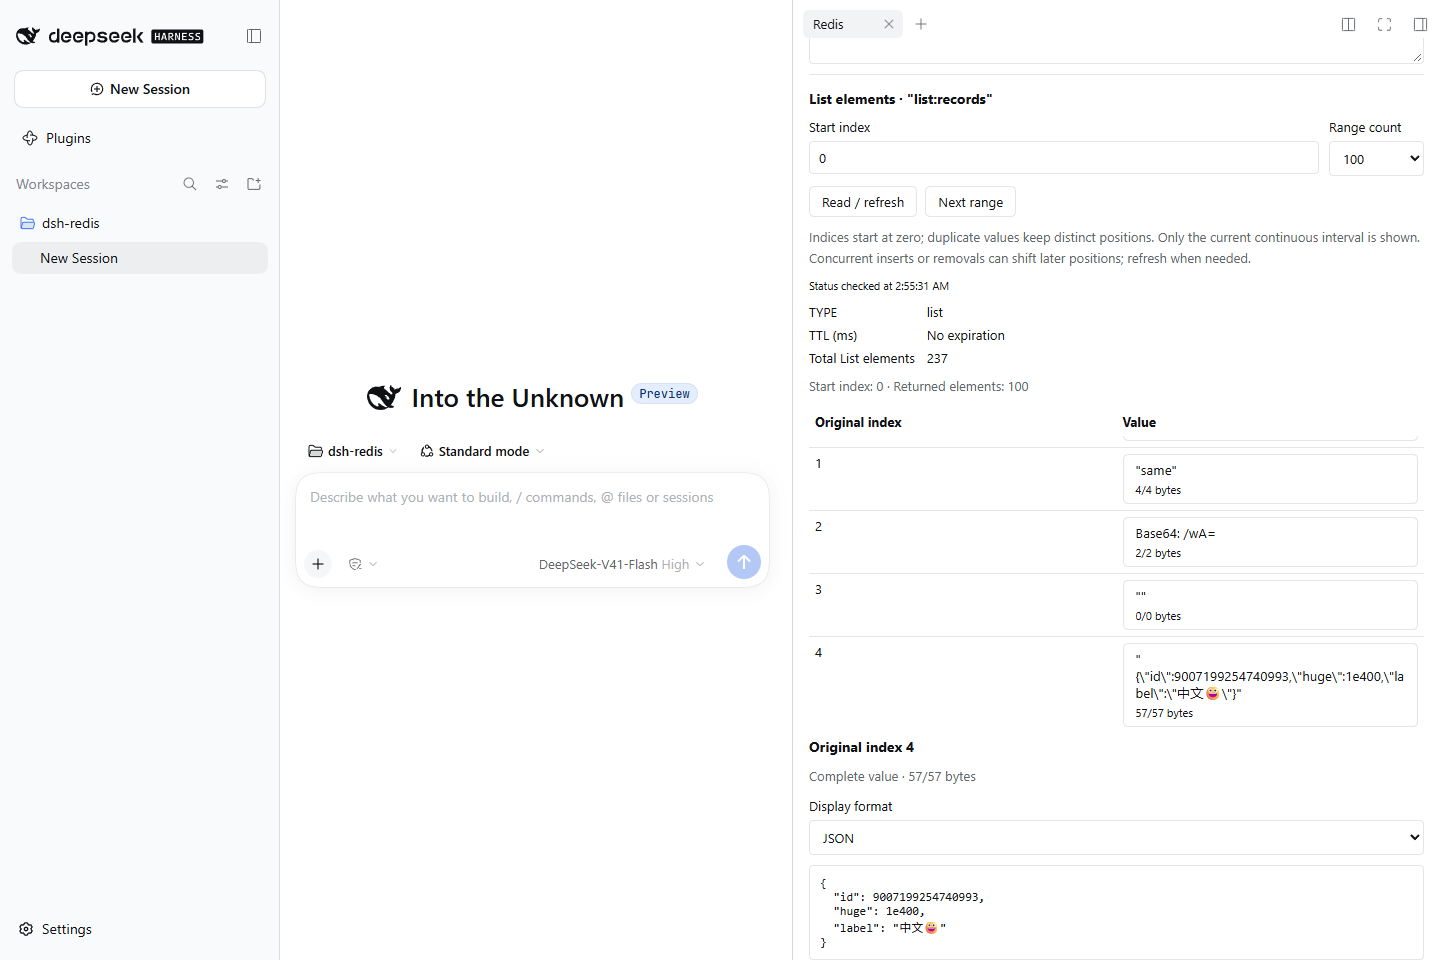 deepseek HARNESS
New Session
Plugins
Workspaces
dsh-redis
New Session
Settings
Into the Unknown Preview
dsh-redis Standard mode
Describe what you want to build, / commands, @ files or sessions
DeepSeek-V41-Flash High
Redis
List elements · "list:records"
Start index Range count
0 100
Read / refresh Next range
Indices start at zero; duplicate values keep distinct positions. Only the current continuous interval is shown.
Concurrent inserts or removals can shift later positions; refresh when needed.
Status checked at 2:55:31 AM
TYPE list
TTL (ms) No expiration
Total List elements 237
Start index: 0 · Returned elements: 100
Original index Value
1 "same"
4/4 bytes
2 Base64: /wA=
2/2 bytes
3 ""
0/0 bytes
4 "
{\"id\":9007199254740993,\"huge\":1e400,\"la
bel\":\"中文😀\"}"
57/57 bytes
Original index 4
Complete value · 57/57 bytes
Display format
JSON
{
"id": 9007199254740993,
"huge": 1e400,
"label": "中文😀"
}